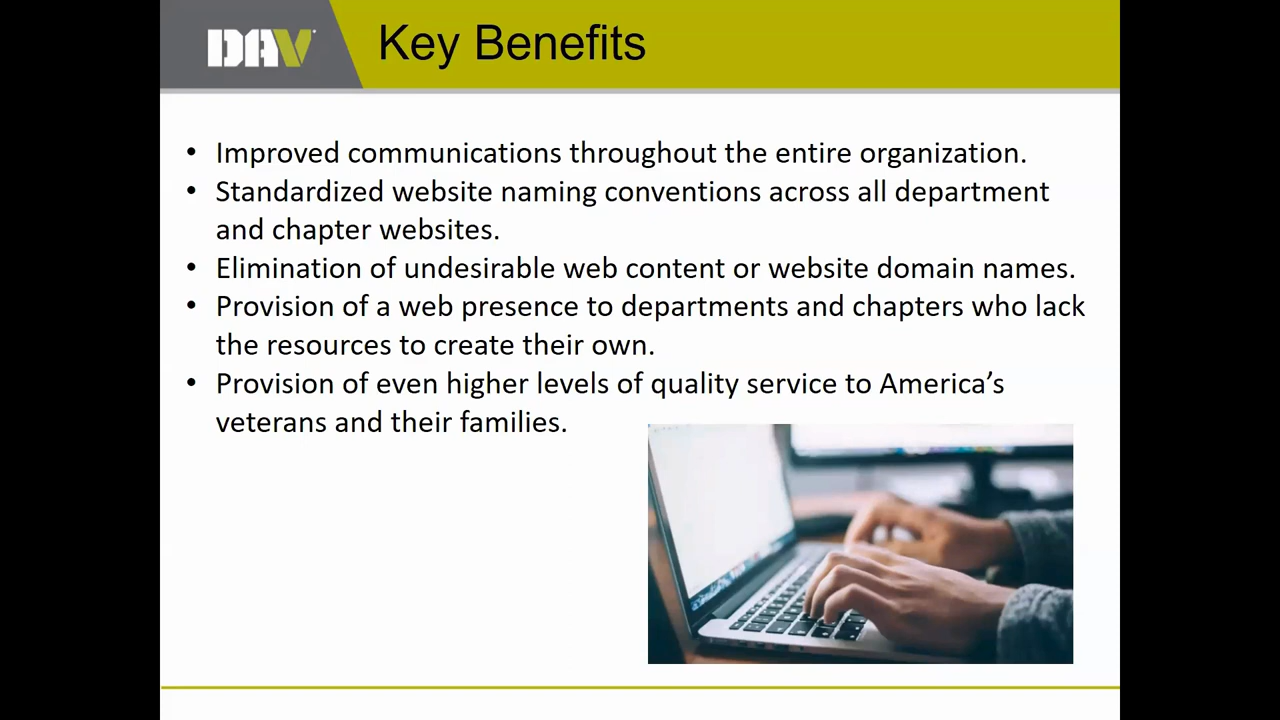 DAV
Key Benefits
• Improved communications throughout the entire organization.
• Standardized website naming conventions across all department
and chapter websites.
• Elimination of undesirable web content or website domain names.
• Provision of a web presence to departments and chapters who lack
the resources to create their own.
• Provision of even higher levels of quality service to America’s
veterans and their families.